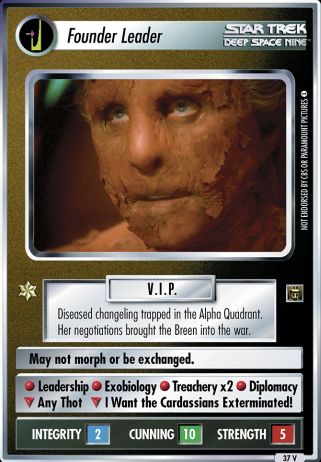 Founder Leader
STAR TREK
DEEP SPACE NINE
NOT ENDORSED BY CBS OR PARAMOUNT PICTURES
V.I.P.
Diseased changeling trapped in the Alpha Quadrant.
Her negotiations brought the Breen into the war.
May not morph or be exchanged.
Leadership Exobiology Treachery x2 Diplomacy
Any Thot I Want the Cardassians Exterminated!
INTEGRITY 2 CUNNING 10 STRENGTH 5
37 V